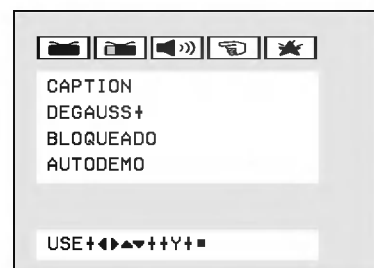 CAPTION
DEGAUSS+
BLOQUEADO
AUTODEMO
USE+◀▶▲▼++Y+■